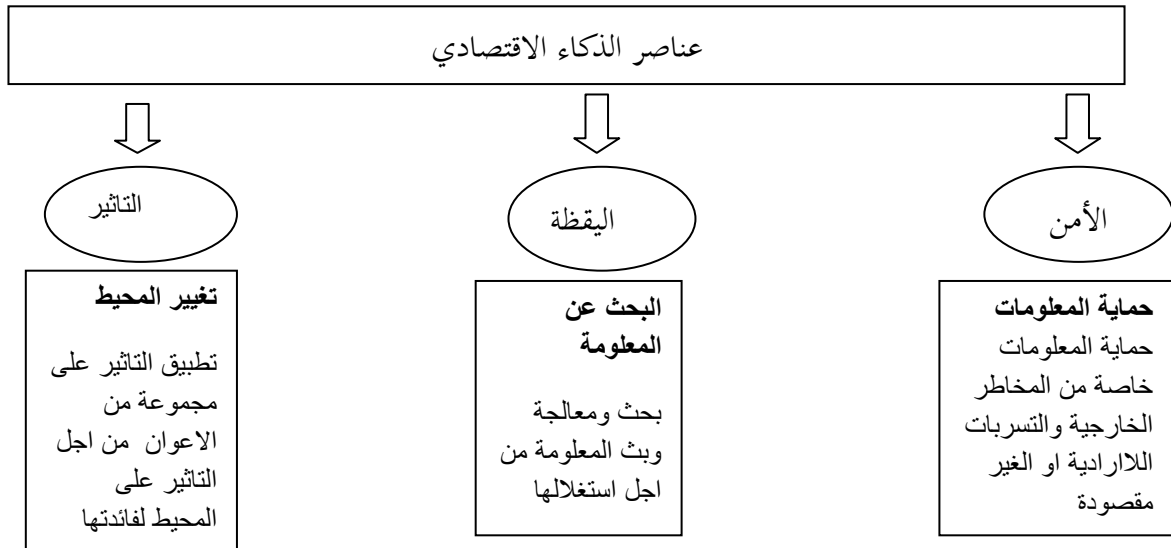 عناصر الذكاء الاقتصادي
الأمن
حماية المعلومات
حماية المعلومات
خاصة من المخاطر
الخارجية والتسربات
اللاارادية او الغير
مقصودة
اليقظة
البحث عن
المعلومة
بحث ومعالجة
وبث المعلومة من
اجل استغلالها
التاثير
تغيير المحيط
تطبيق التاثير على
مجموعة من
الاعوان من اجل
التاثير على
المحيط لفائدتها